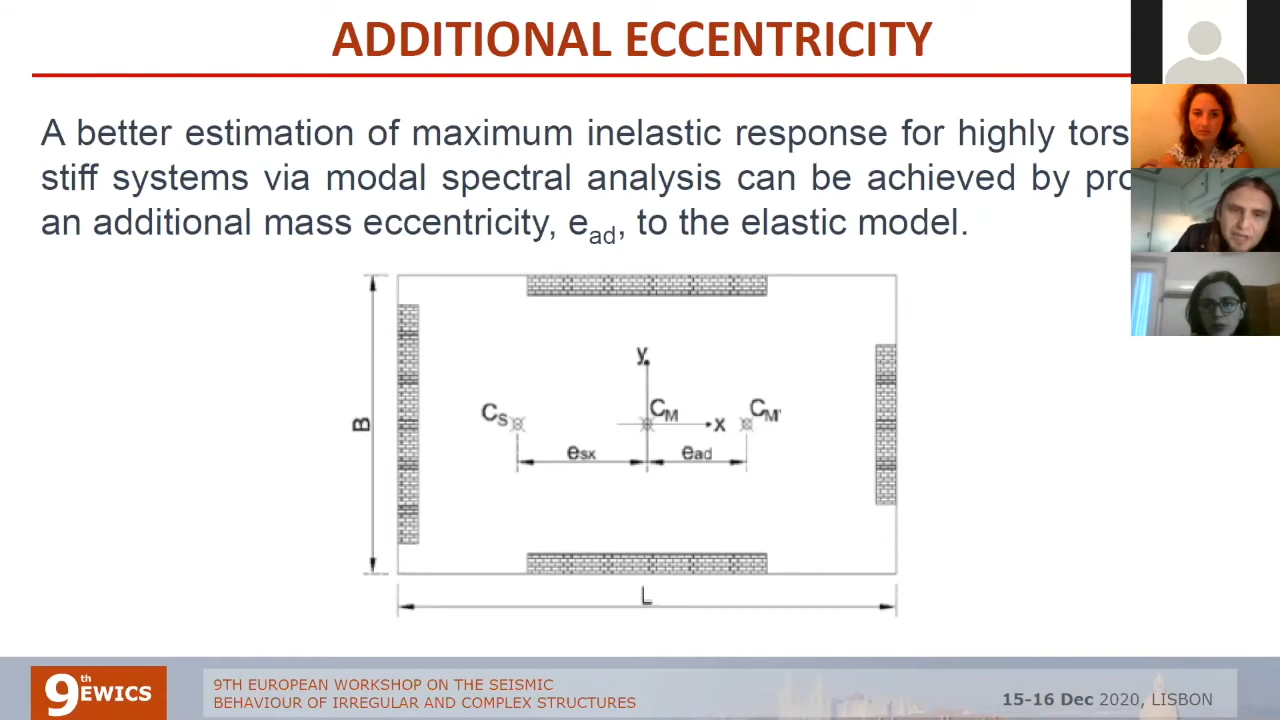 ADDITIONAL ECCENTRICITY
A better estimation of maximum inelastic response for highly
stiff systems via modal spectral analysis can be achieved by
an additional mass eccentricity, ead, to the elastic model.
y
CS
CM
x
CM'
B
esx
ead
L
9th EWICS
9TH EUROPEAN WORKSHOP ON THE SEISMIC
BEHAVIOUR OF IRREGULAR AND COMPLEX STRUCTURES
15-16 Dec 2020, LISBON